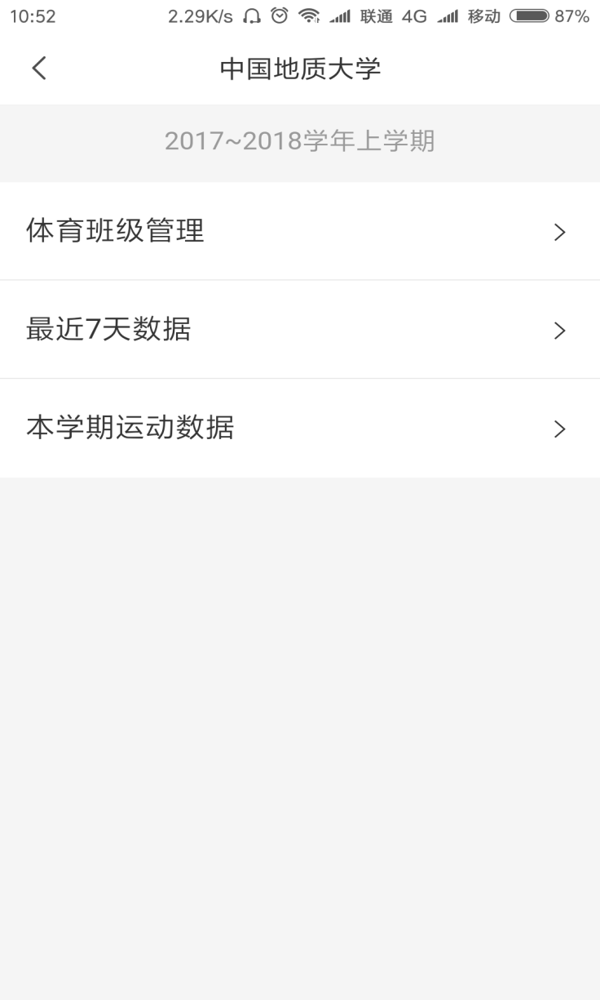 10:52 2.29K/s 联通 4G 移动 87%
中国地质大学
2017~2018学年上学期
体育班级管理
最近7天数据
本学期运动数据